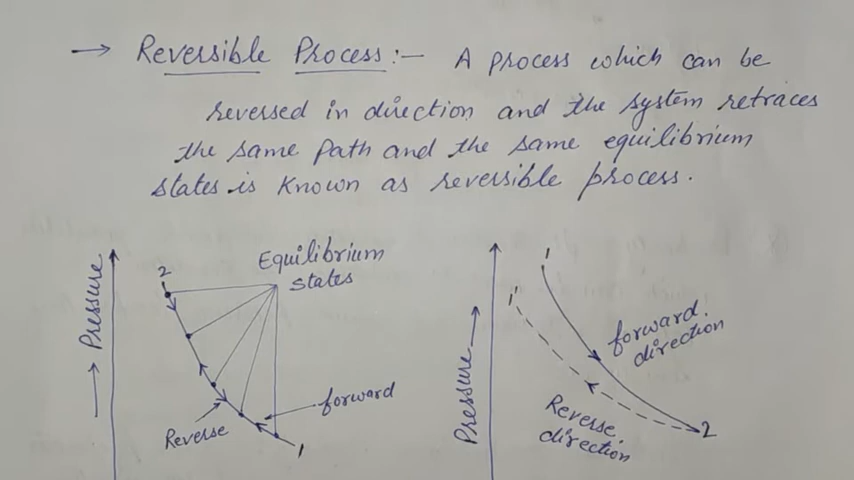 → Reversible Process:– A process which can be
reversed in direction and the system retraces
the same path and the same equilibrium
states is known as reversible process.
→ Pressure
2
Equilibrium
states
forward
Reverse
1
Pressure →
1
1'
forward.
direction
Reverse.
direction
2